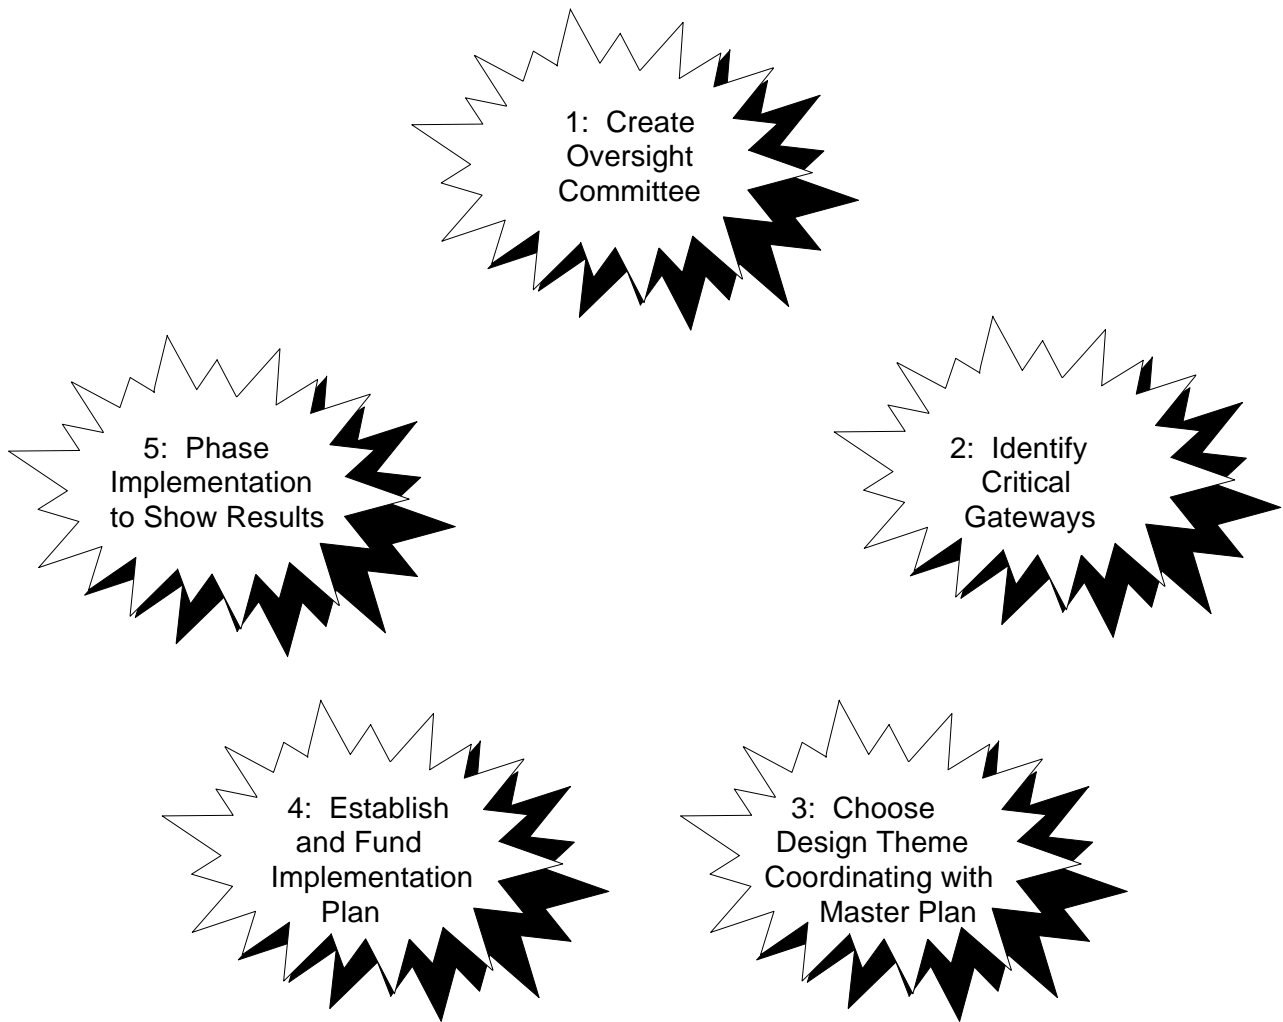 1: Create
Oversight
Committee
2: Identify
Critical
Gateways
3: Choose
Design Theme
Coordinating with
Master Plan
4: Establish
and Fund
Implementation
Plan
5: Phase
Implementation
to Show Results